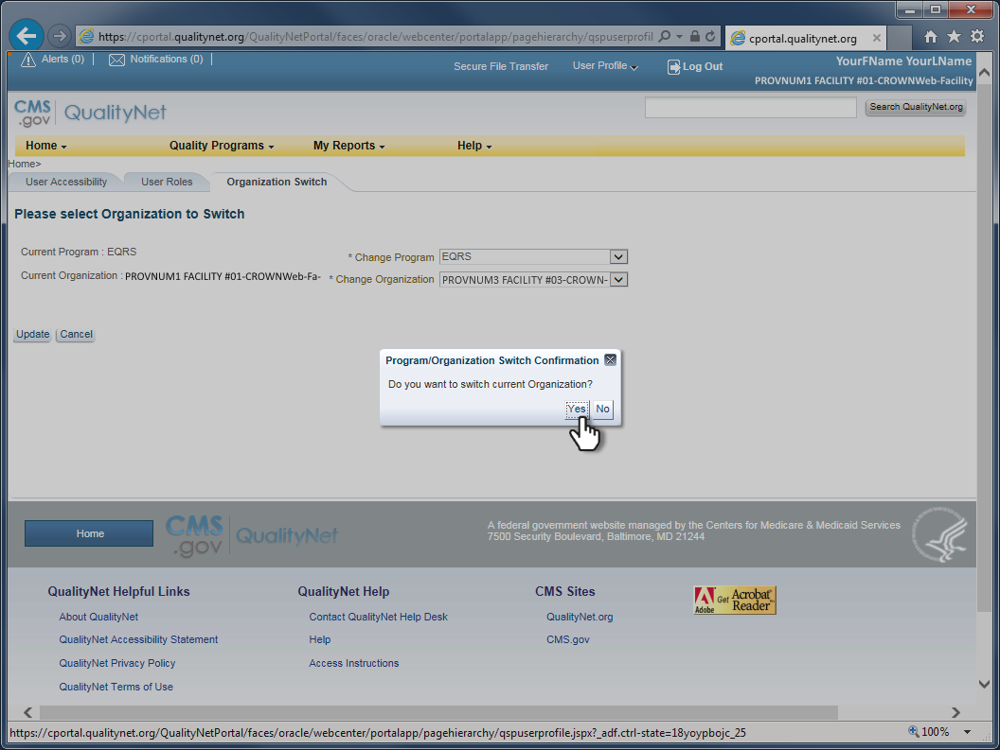 https://cportal.qualitynet.org/QualityNetPortal/faces/oracle/webcenter/portalapp/pagehierarchy/qspuserprofil
cportal.qualitynet.org
Alerts (0)
Notifications (0)
Secure File Transfer
User Profile
Log Out
YourFName YourLName
PROVNUM1 FACILITY #01-CROWNWeb-Facility
CMS
.gov
QualityNet
Search QualityNet.org
Home
Quality Programs
My Reports
Help
Home>
User Accessibility
User Roles
Organization Switch
Please select Organization to Switch
Current Program : EQRS
* Change Program
EQRS
Current Organization : PROVNUM1 FACILITY #01-CROWNWeb-Fa-
* Change Organization
PROVNUM3 FACILITY #03-CROWN-
Update
Cancel
Program/Organization Switch Confirmation
Do you want to switch current Organization?
Yes
No
Home
CMS
.gov
QualityNet
A federal government website managed by the Centers for Medicare & Medicaid Services
7500 Security Boulevard, Baltimore, MD 21244
QualityNet Helpful Links
About QualityNet
QualityNet Accessibility Statement
QualityNet Privacy Policy
QualityNet Terms of Use
QualityNet Help
Contact QualityNet Help Desk
Help
Access Instructions
CMS Sites
QualityNet.org
CMS.gov
Adobe
Get Acrobat
Reader
https://cportal.qualitynet.org/QualityNetPortal/faces/oracle/webcenter/portalapp/pagehierarchy/qspuserprofile.jspx?_adf.ctrl-state=18yoypbojc_25
100%